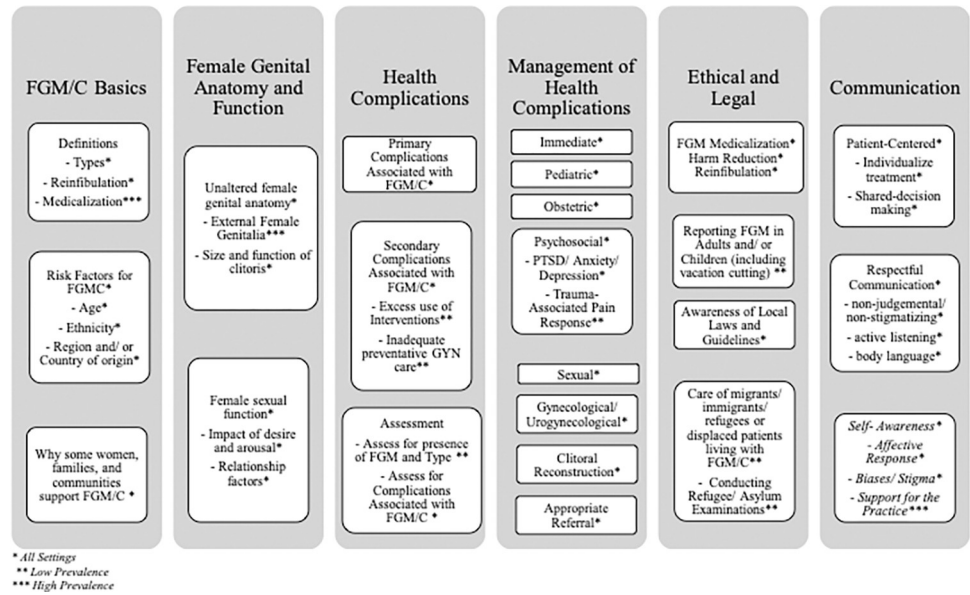 FGM/C Basics
Definitions
- Types*
- Reinfibulation*
- Medicalization***
Risk Factors for
FGMC*
- Age*
- Ethnicity*
- Region and/ or
Country of origin*
Why some women,
families, and
communities
support FGM/C *
Female Genital
Anatomy and
Function
Unaltered female
genital anatomy*
- External Female
Genitalia***
- Size and function of
clitoris*
Female sexual
function*
- Impact of desire
and arousal*
- Relationship
factors*
Health
Complications
Primary
Complications
Associated with
FGM/C*
Secondary
Complications
Associated with
FGM/C*
- Excess use of
Interventions**
- Inadequate
preventative GYN
care**
Assessment
- Assess for presence
of FGM and Type **
- Assess for
Complications
Associated with
FGM/C *
Management of
Health
Complications
Immediate*
Pediatric*
Obstetric*
Psychosocial*
- PTSD/ Anxiety/
Depression*
- Trauma-
Associated Pain
Response**
Sexual*
Gynecological/
Urogynecological*
Clitoral
Reconstruction*
Appropriate
Referral*
Ethical and
Legal
FGM Medicalization*
Harm Reduction*
Reinfibulation*
Reporting FGM in
Adults and/ or
Children (including
vacation cutting) **
Awareness of Local
Laws and
Guidelines*
Care of migrants/
immigrants/
refugees or
displaced patients
living with
FGM/C**
- Conducting
Refugee/ Asylum
Examinations**
Communication
Patient-Centered*
- Individualize
treatment*
- Shared-decision
making*
Respectful
Communication*
- non-judgemental/
non-stigmatizing*
- active listening*
- body language*
Self- Awareness*
- Affective
Response*
- Biases/ Stigma*
- Support for the
Practice***
* All Settings
** Low Prevalence
*** High Prevalence